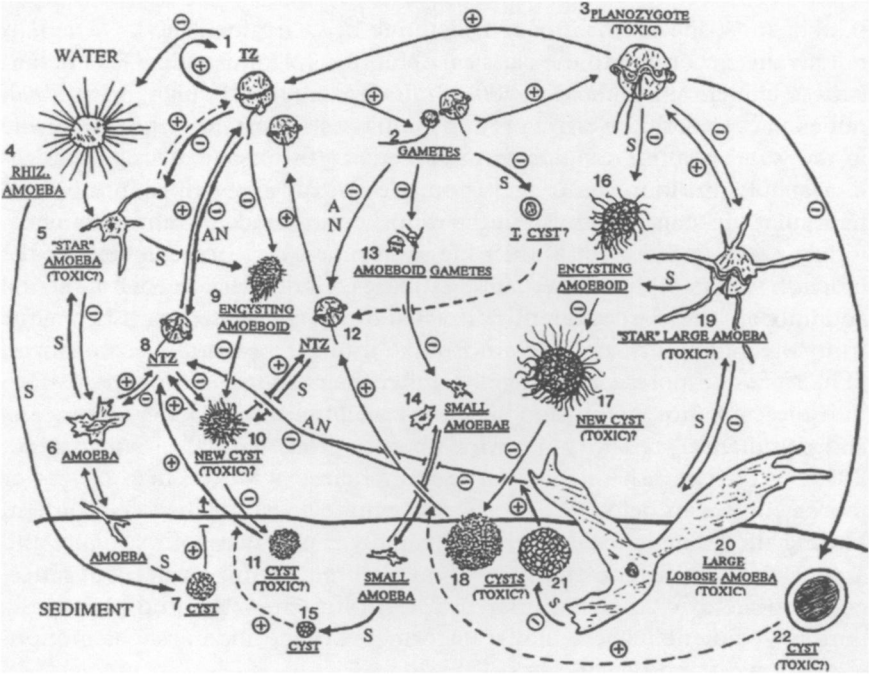 3 PLANOZYGOTE
(TOXIC?)
WATER
1
TZ
2
GAMETES
4
RHIZ.
AMOEBA
"STAR"
AMOEBA
(TOXIC?)
S
AN
9
ENCYSTING
AMOEBOID
A
N
13
AMOEBOID GAMETES
S
CYST?
S
16
ENCYSTING
AMOEBOID
S
19
"STAR" LARGE AMOEBA
(TOXIC?)
S
8
NTZ
12
NTZ
S
S
6
AMOEBA
10
NEW CYST
(TOXIC?)
S
AN
14
SMALL
AMOEBAE
17
NEW CYST
(TOXIC?)
S
AMOEBA
S
7
CYST
SEDIMENT
11
CYST
(TOXIC?)
15
CYST
S
SMALL
AMOEBA
18
CYSTS
(TOXIC?)
21
S
20
LARGE
LOBOSE AMOEBA
(TOXIC?)
22
CYST
(TOXIC?)